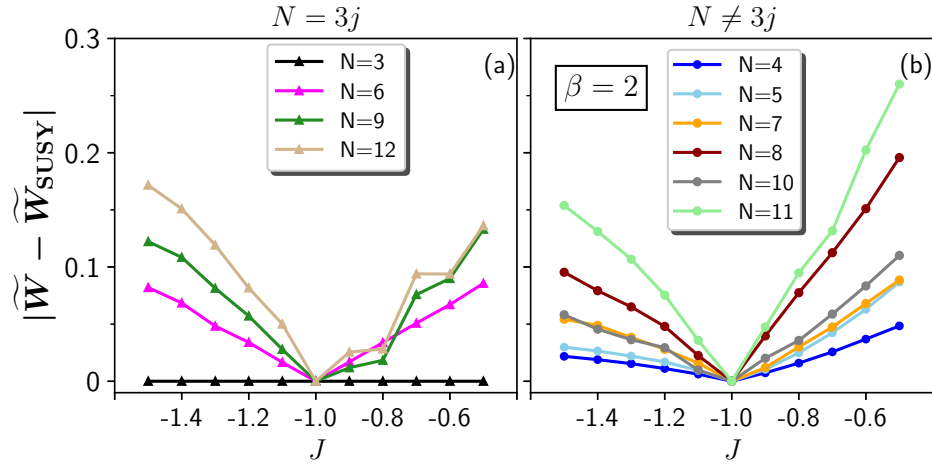 N = 3j
N ≠ 3j
|W̃ − W̃SUSY|
0.3
0.2
0.1
0
(a)
N=3
N=6
N=9
N=12
-1.4
-1.2
-1.0
-0.8
-0.6
J
(b)
β = 2
N=4
N=5
N=7
N=8
N=10
N=11
-1.4
-1.2
-1.0
-0.8
-0.6
J